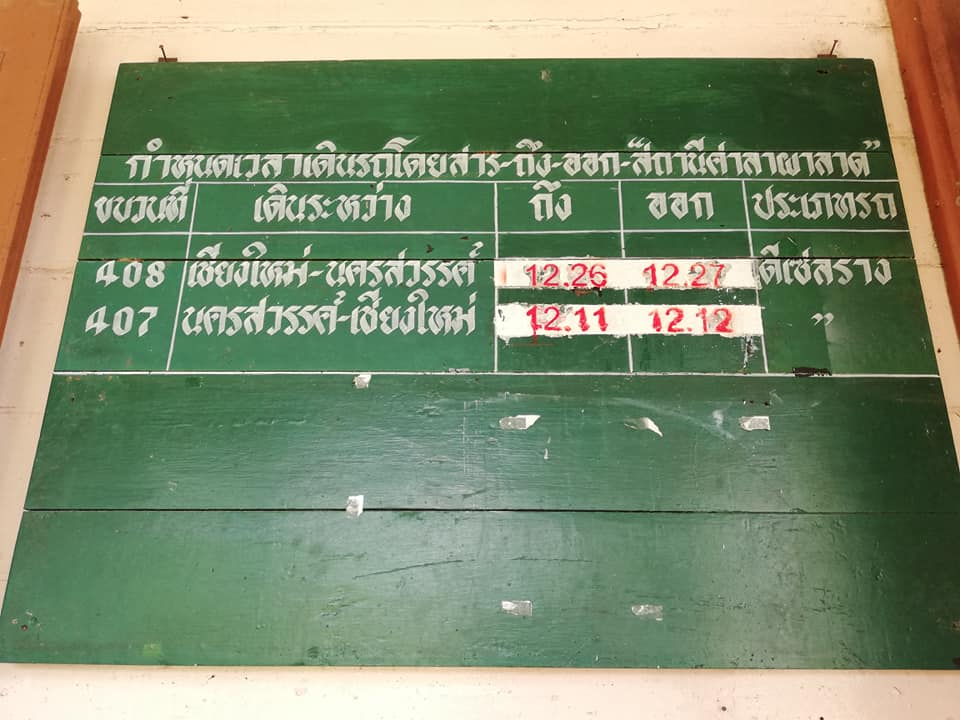 กำหนดเวลาเดินรถโดยสาร-ถึง-ออก-"สถานีศาลาผาลาด"
ขบวนที่ เดินระหว่าง ถึง ออก ประเภทรถ
408 เชียงใหม่-นครสวรรค์ 12.26 12.27 ดีเซลราง
407 นครสวรรค์-เชียงใหม่ 12.11 12.12 "